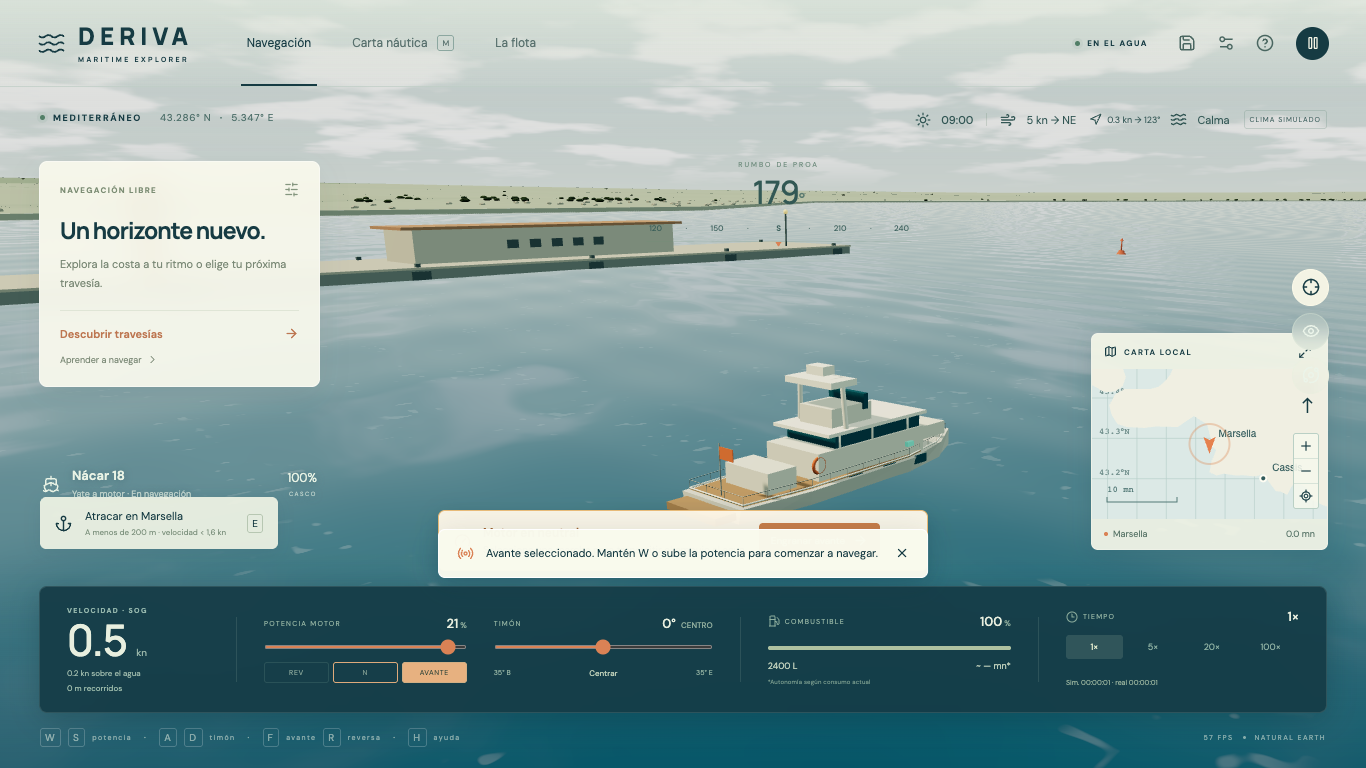 DERIVA
MARITIME EXPLORER
Navegación
Carta náutica M
La flota
EN EL AGUA
MEDITERRÁNEO 43.286° N · 5.347° E
09:00
5 kn → NE
0.3 kn → 123°
Calma
CLIMA SIMULADO
NAVEGACIÓN LIBRE
Un horizonte nuevo.
Explora la costa a tu ritmo o elige tu próxima
travesía.
Descubrir travesías
Aprender a navegar
RUMBO DE PROA
179°
120 · 150 · S · 210 · 240
CARTA LOCAL
43.3°N
43.2°N
Marsella
10 mn
Marsella 0.0 mn
Nácar 18
Yate a motor · En navegación
100%
CASCO
Atracar en Marsella
A menos de 200 m · velocidad < 1,6 kn
E
Avante seleccionado. Mantén W o sube la potencia para comenzar a navegar.
VELOCIDAD · SOG
0.5 kn
0.2 kn sobre el agua
0 m recorridos
POTENCIA MOTOR 21 %
REV N AVANTE
TIMÓN 0° CENTRO
35° B Centrar 35° E
COMBUSTIBLE 100 %
2400 L ~ — mn*
*Autonomía según consumo actual
TIEMPO 1×
1× 5× 20× 100×
Sim. 00:00:01 · real 00:00:01
W S potencia · A D timón · F avante R reversa · H ayuda
57 FPS • NATURAL EARTH